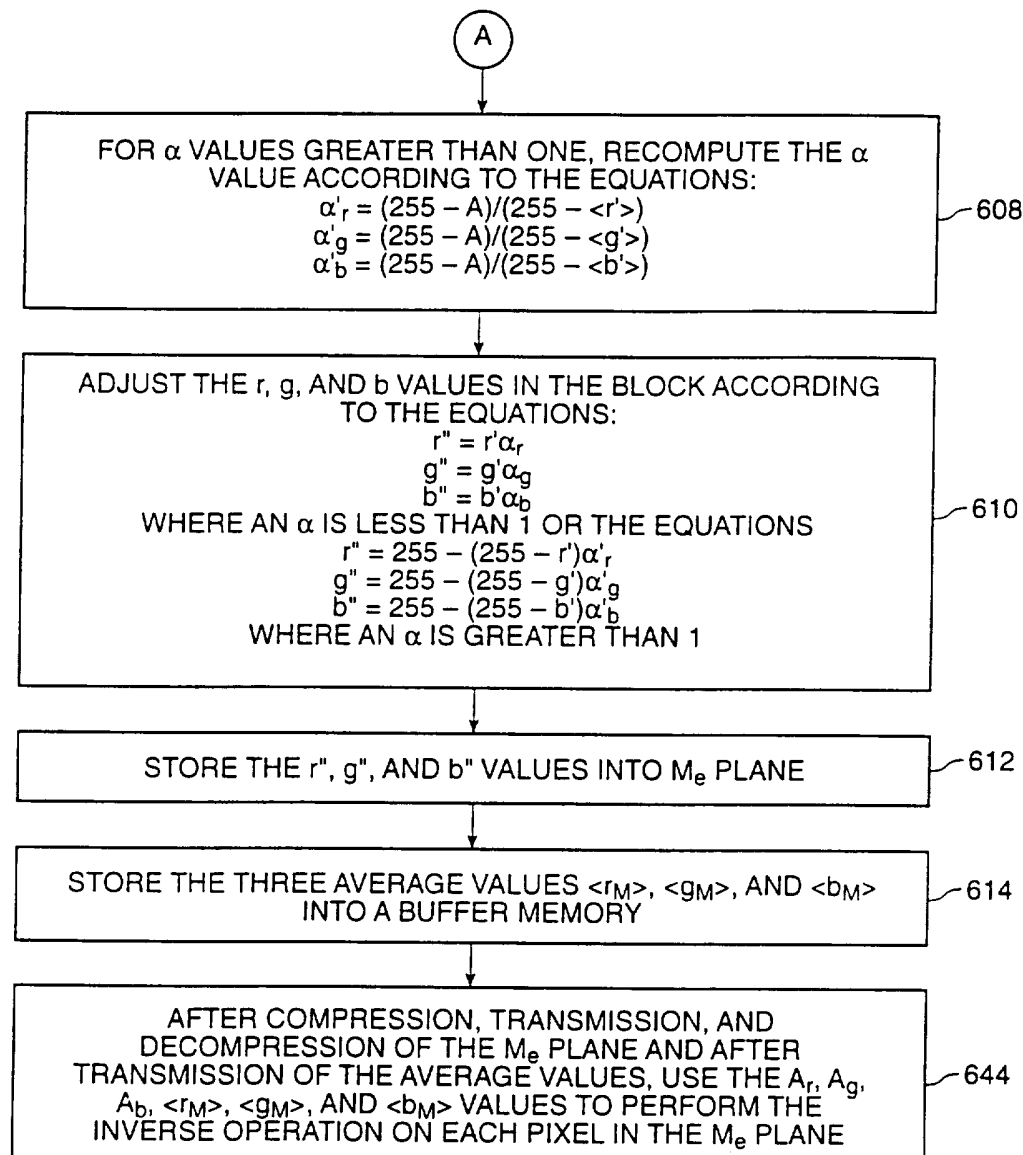 A
FOR α VALUES GREATER THAN ONE, RECOMPUTE THE α
VALUE ACCORDING TO THE EQUATIONS:
α'r = (255 – A)/(255 – <r'>)
α'g = (255 – A)/(255 – <g'>)
α'b = (255 – A)/(255 – <b'>)
608
ADJUST THE r, g, AND b VALUES IN THE BLOCK ACCORDING
TO THE EQUATIONS:
r" = r'αr
g" = g'αg
b" = b'αb
WHERE AN α IS LESS THAN 1 OR THE EQUATIONS
r" = 255 – (255 – r')α'r
g" = 255 – (255 – g')α'g
b" = 255 – (255 – b')α'b
WHERE AN α IS GREATER THAN 1
610
STORE THE r", g", AND b" VALUES INTO Me PLANE
612
STORE THE THREE AVERAGE VALUES <rM>, <gM>, AND <bM>
INTO A BUFFER MEMORY
614
AFTER COMPRESSION, TRANSMISSION, AND
DECOMPRESSION OF THE Me PLANE AND AFTER
TRANSMISSION OF THE AVERAGE VALUES, USE THE Ar, Ag,
Ab, <rM>, <gM>, AND <bM> VALUES TO PERFORM THE
INVERSE OPERATION ON EACH PIXEL IN THE Me PLANE
644